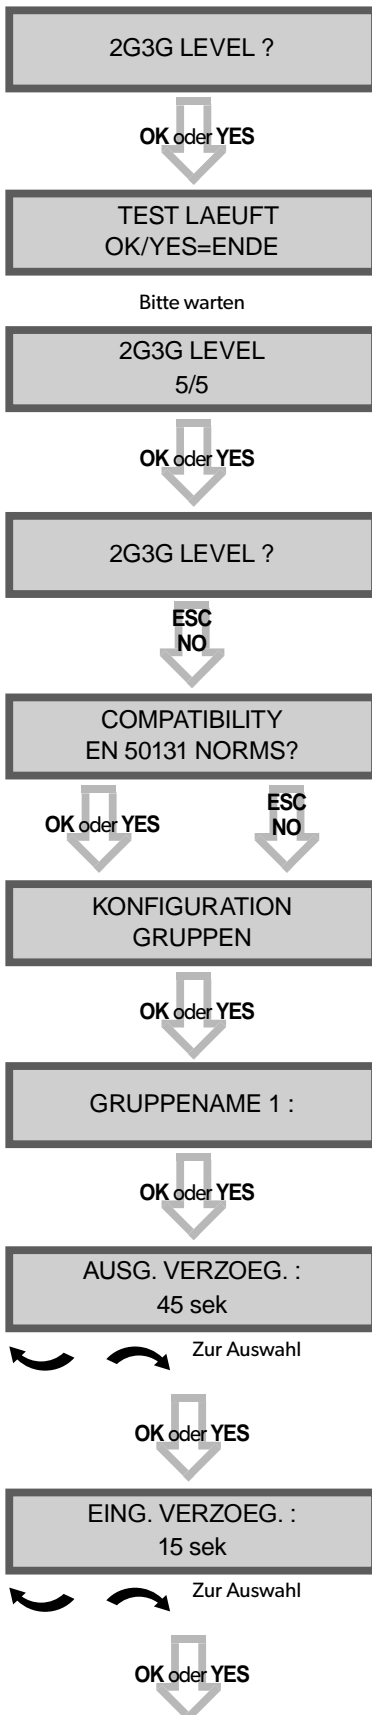 2G3G LEVEL ?
OK oder YES
TEST LAEUFT
OK/YES=ENDE
Bitte warten
2G3G LEVEL
5/5
OK oder YES
2G3G LEVEL ?
ESC
NO
COMPATIBILITY
EN 50131 NORMS?
OK oder YES
ESC
NO
KONFIGURATION
GRUPPEN
OK oder YES
GRUPPENAME 1 :
OK oder YES
AUSG. VERZOEG. :
45 sek
Zur Auswahl
OK oder YES
EING. VERZOEG. :
15 sek
Zur Auswahl
OK oder YES